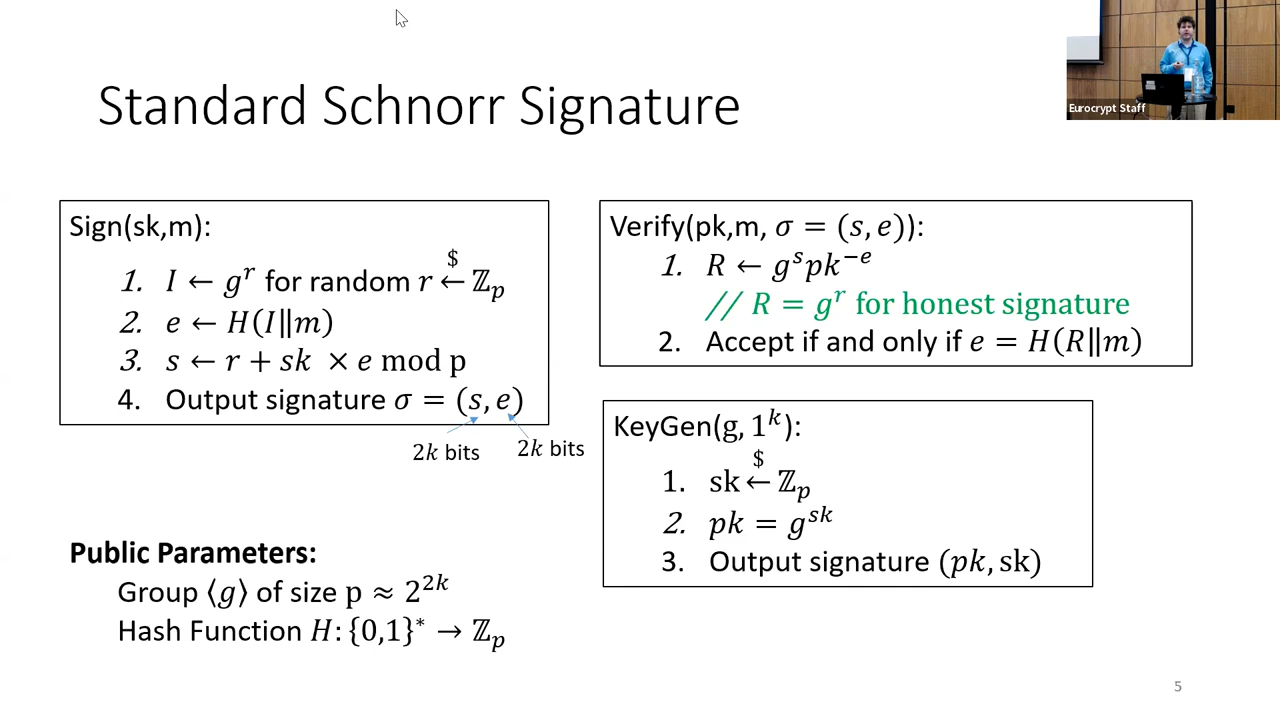 Standard Schnorr Signature
Eurocrypt Staff
Sign(sk,m):
1. I ← g^r for random r ←$ ℤ_p
2. e ← H(I‖m)
3. s ← r + sk × e mod p
4. Output signature σ = (s, e)
2k bits
2k bits
Public Parameters:
Group ⟨g⟩ of size p ≈ 2^{2k}
Hash Function H: {0,1}^* → ℤ_p
Verify(pk,m, σ = (s, e)):
1. R ← g^s pk^{−e}
// R = g^r for honest signature
2. Accept if and only if e = H(R‖m)
KeyGen(g, 1^k):
1. sk ←$ ℤ_p
2. pk = g^{sk}
3. Output signature (pk, sk)
5